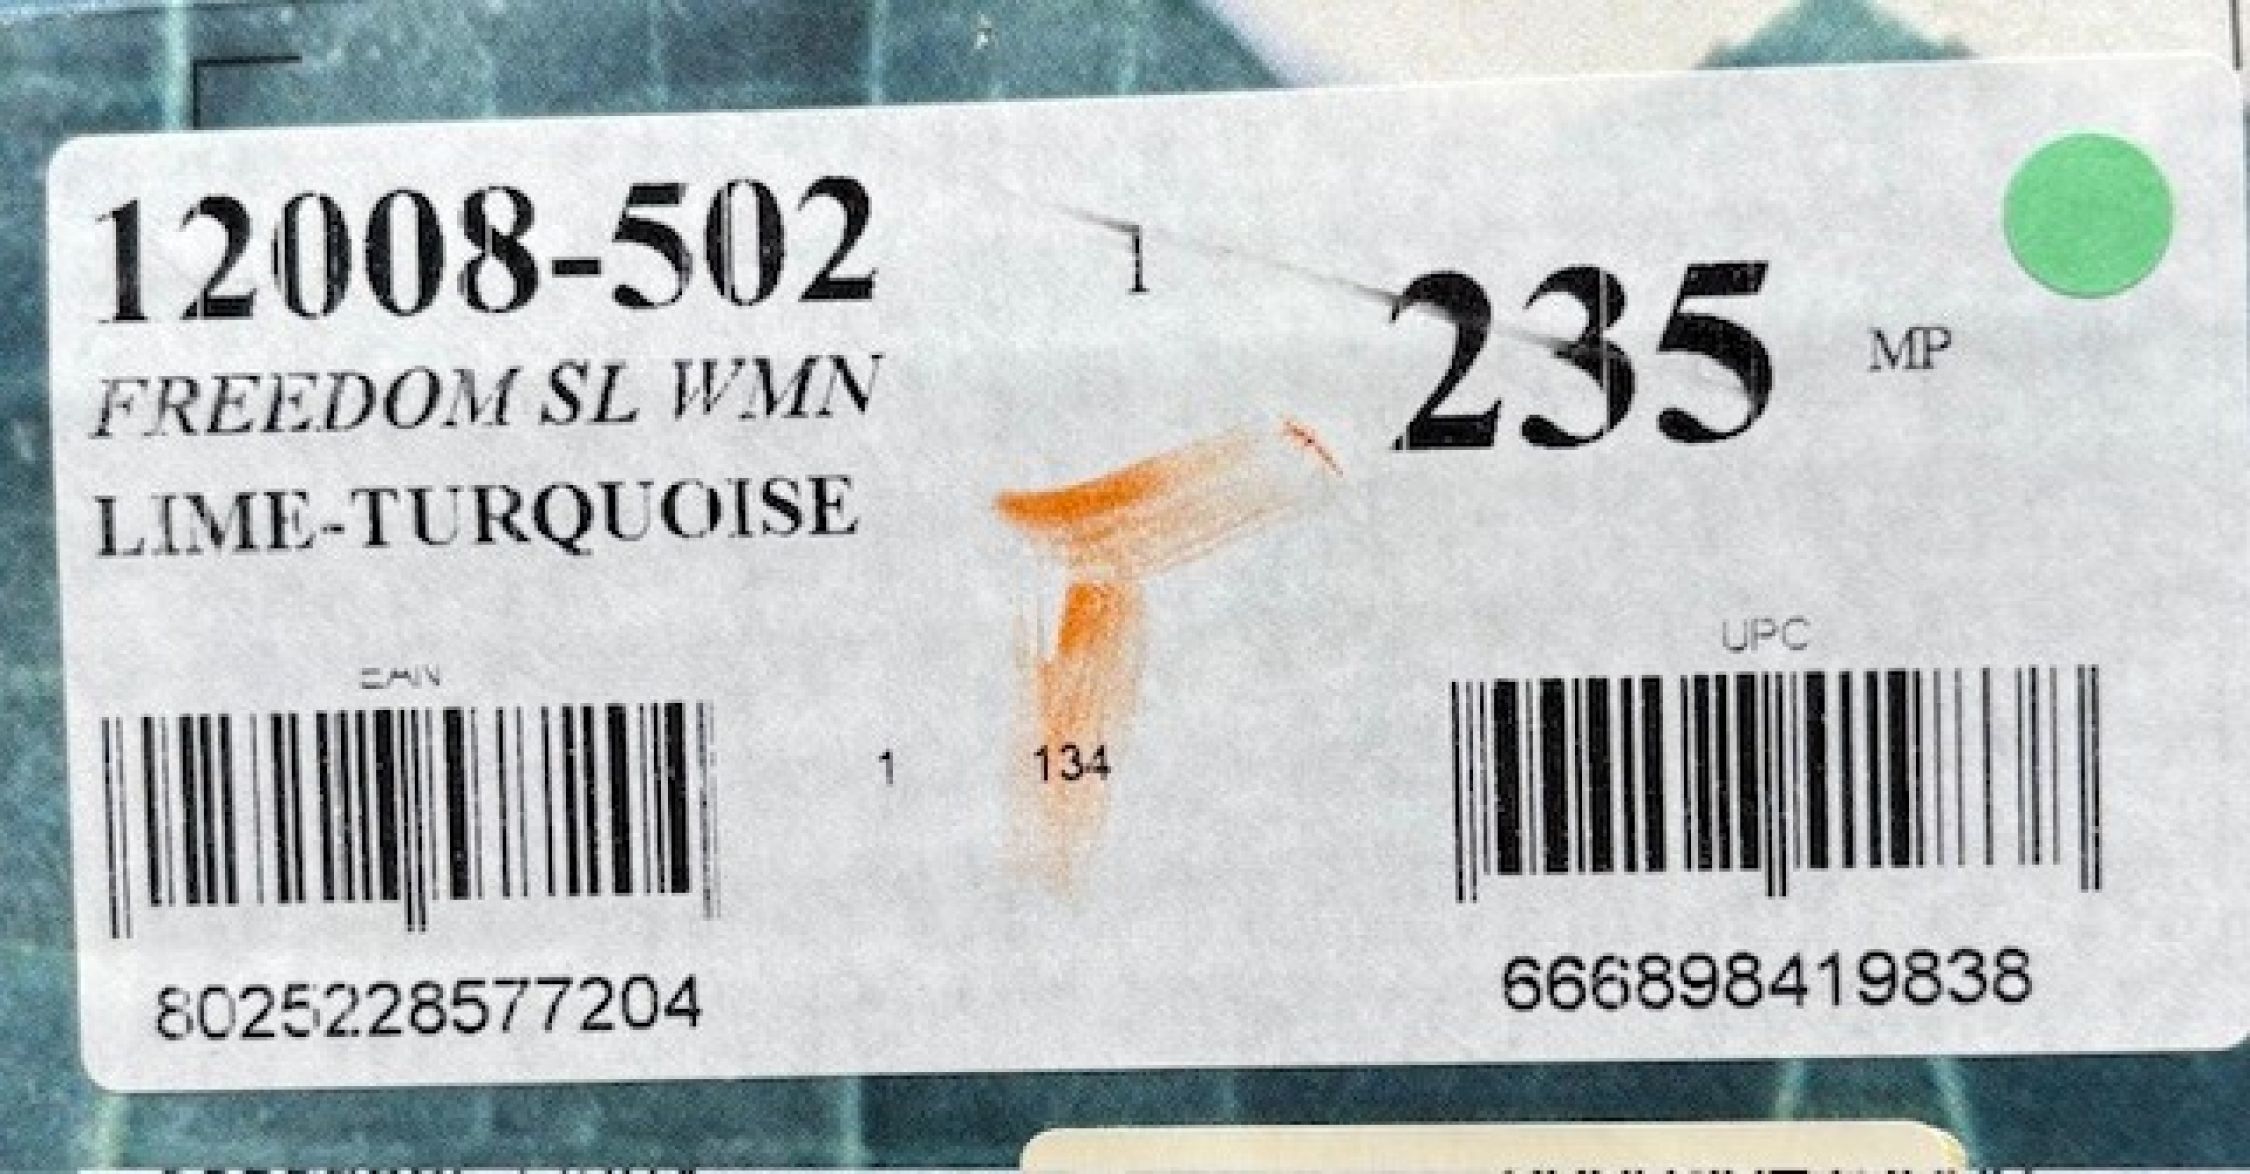 12008-502
1
235
MP
FREEDOM SL WMN
LIME-TURQUOISE
EAN
UPC
1
134
8025228577204
666898419838